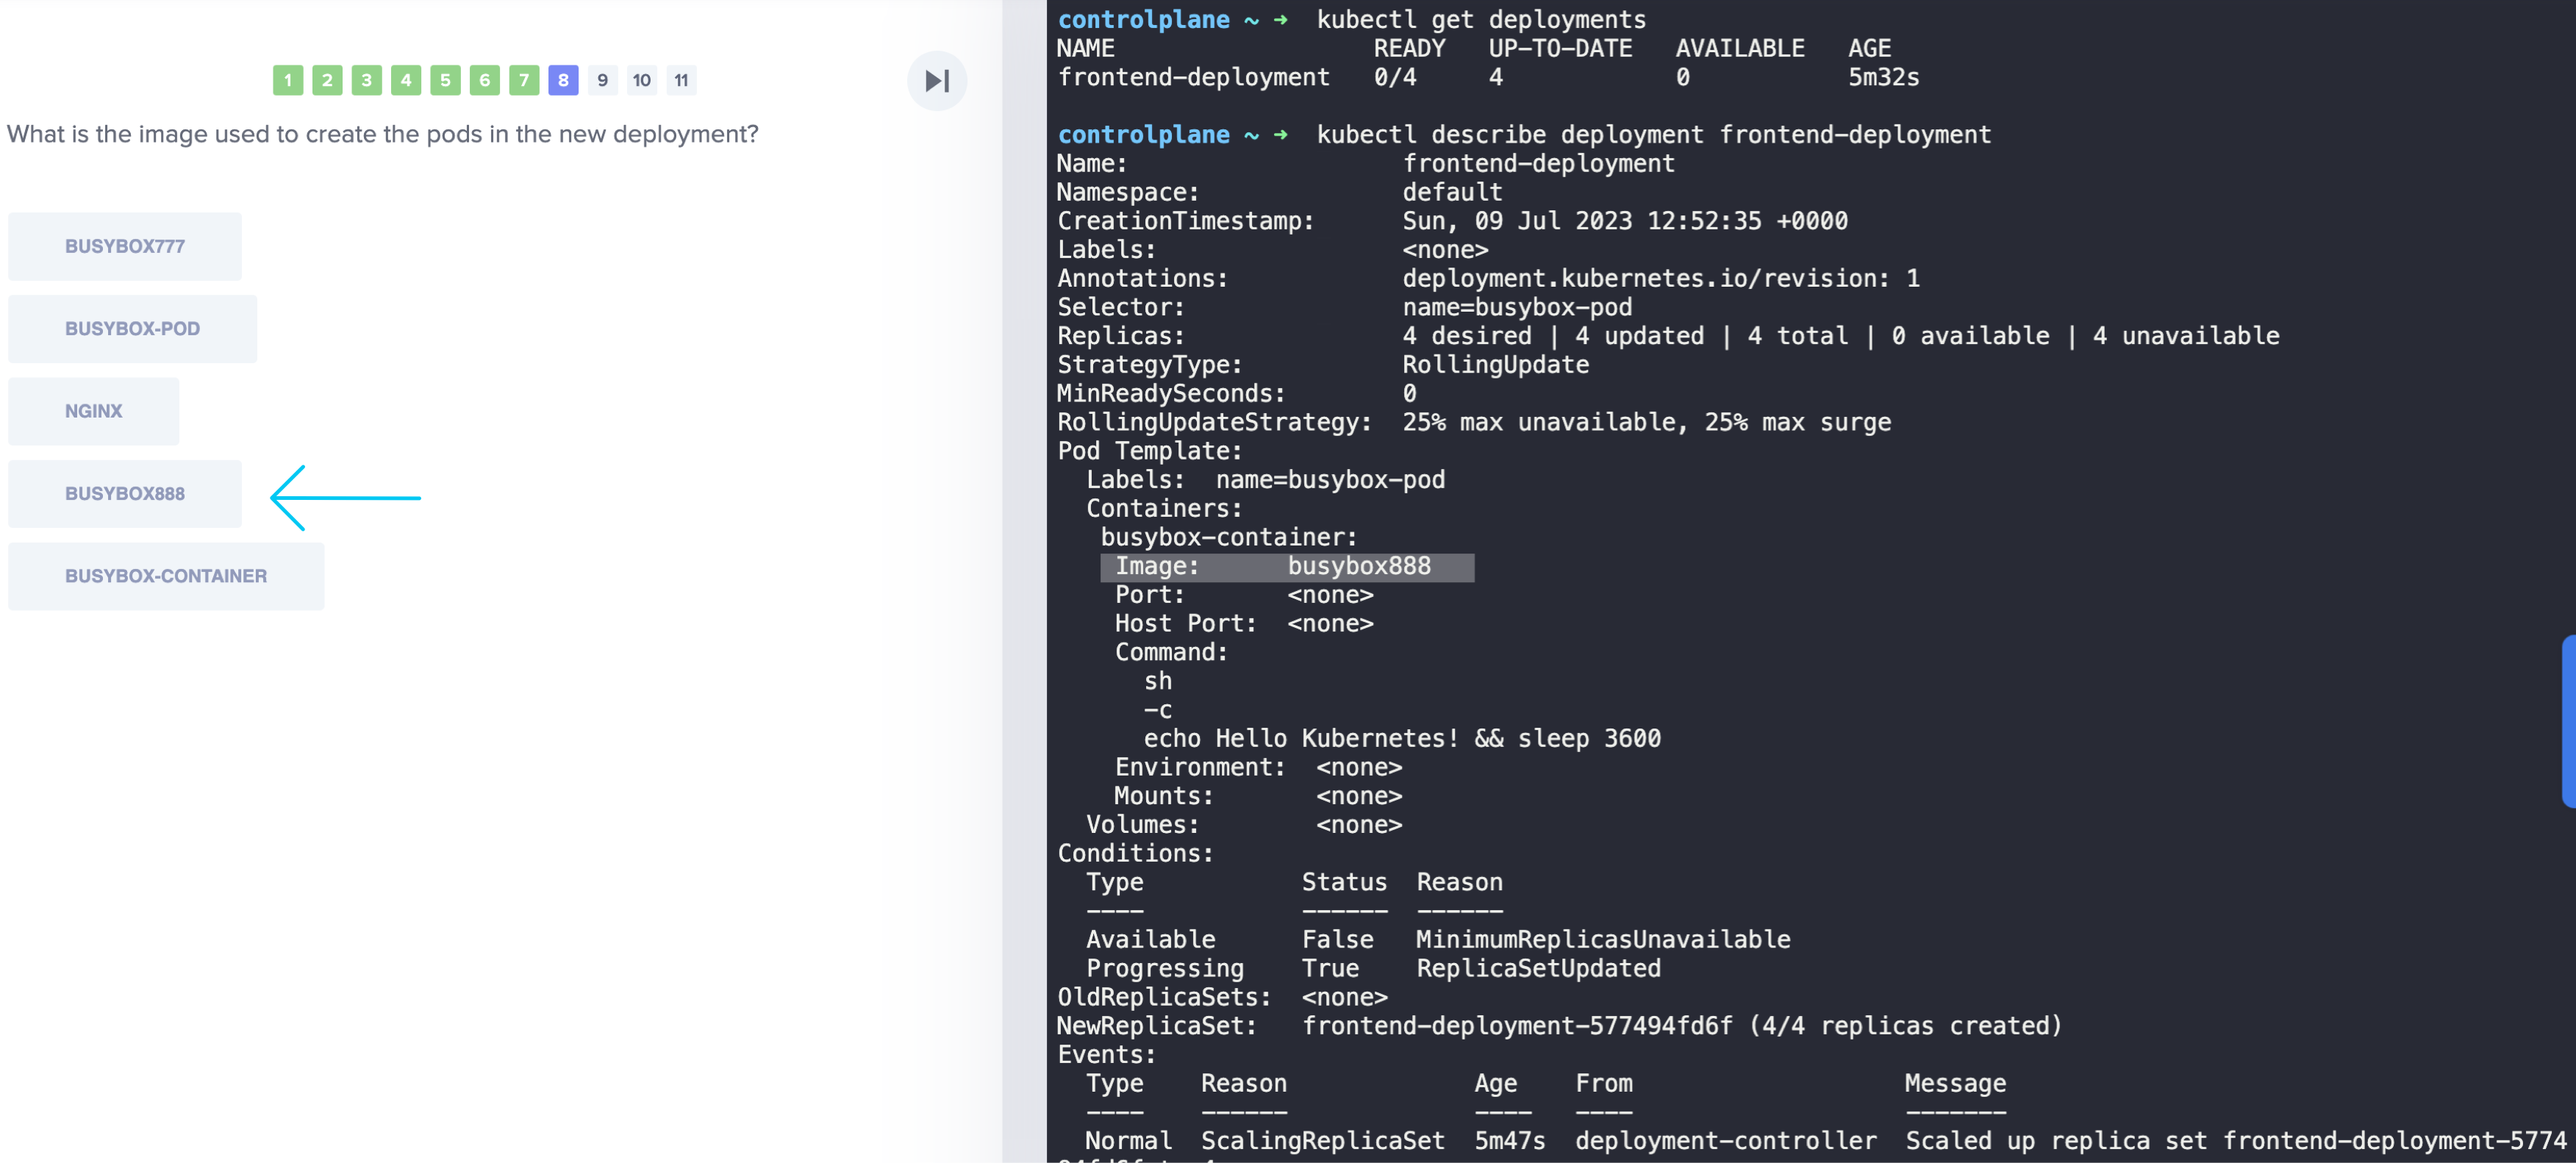 1 2 3 4 5 6 7 8 9 10 11
What is the image used to create the pods in the new deployment?
BUSYBOX777
BUSYBOX-POD
NGINX
BUSYBOX888
BUSYBOX-CONTAINER
controlplane ~ ➜  kubectl get deployments
NAME                  READY   UP-TO-DATE   AVAILABLE   AGE
frontend-deployment   0/4     4            0           5m32s
controlplane ~ ➜  kubectl describe deployment frontend-deployment
Name:                   frontend-deployment
Namespace:              default
CreationTimestamp:      Sun, 09 Jul 2023 12:52:35 +0000
Labels:                 <none>
Annotations:            deployment.kubernetes.io/revision: 1
Selector:               name=busybox-pod
Replicas:               4 desired | 4 updated | 4 total | 0 available | 4 unavailable
StrategyType:           RollingUpdate
MinReadySeconds:        0
RollingUpdateStrategy:  25% max unavailable, 25% max surge
Pod Template:
  Labels:  name=busybox-pod
  Containers:
   busybox-container:
    Image:      busybox888
    Port:       <none>
    Host Port:  <none>
    Command:
      sh
      -c
      echo Hello Kubernetes! && sleep 3600
    Environment:  <none>
    Mounts:       <none>
  Volumes:        <none>
Conditions:
  Type           Status  Reason
  ----           ------  ------
  Available      False   MinimumReplicasUnavailable
  Progressing    True    ReplicaSetUpdated
OldReplicaSets:  <none>
NewReplicaSet:   frontend-deployment-577494fd6f (4/4 replicas created)
Events:
  Type    Reason             Age    From                   Message
  ----    ------             ----   ----                   -------
  Normal  ScalingReplicaSet  5m47s  deployment-controller  Scaled up replica set frontend-deployment-5774